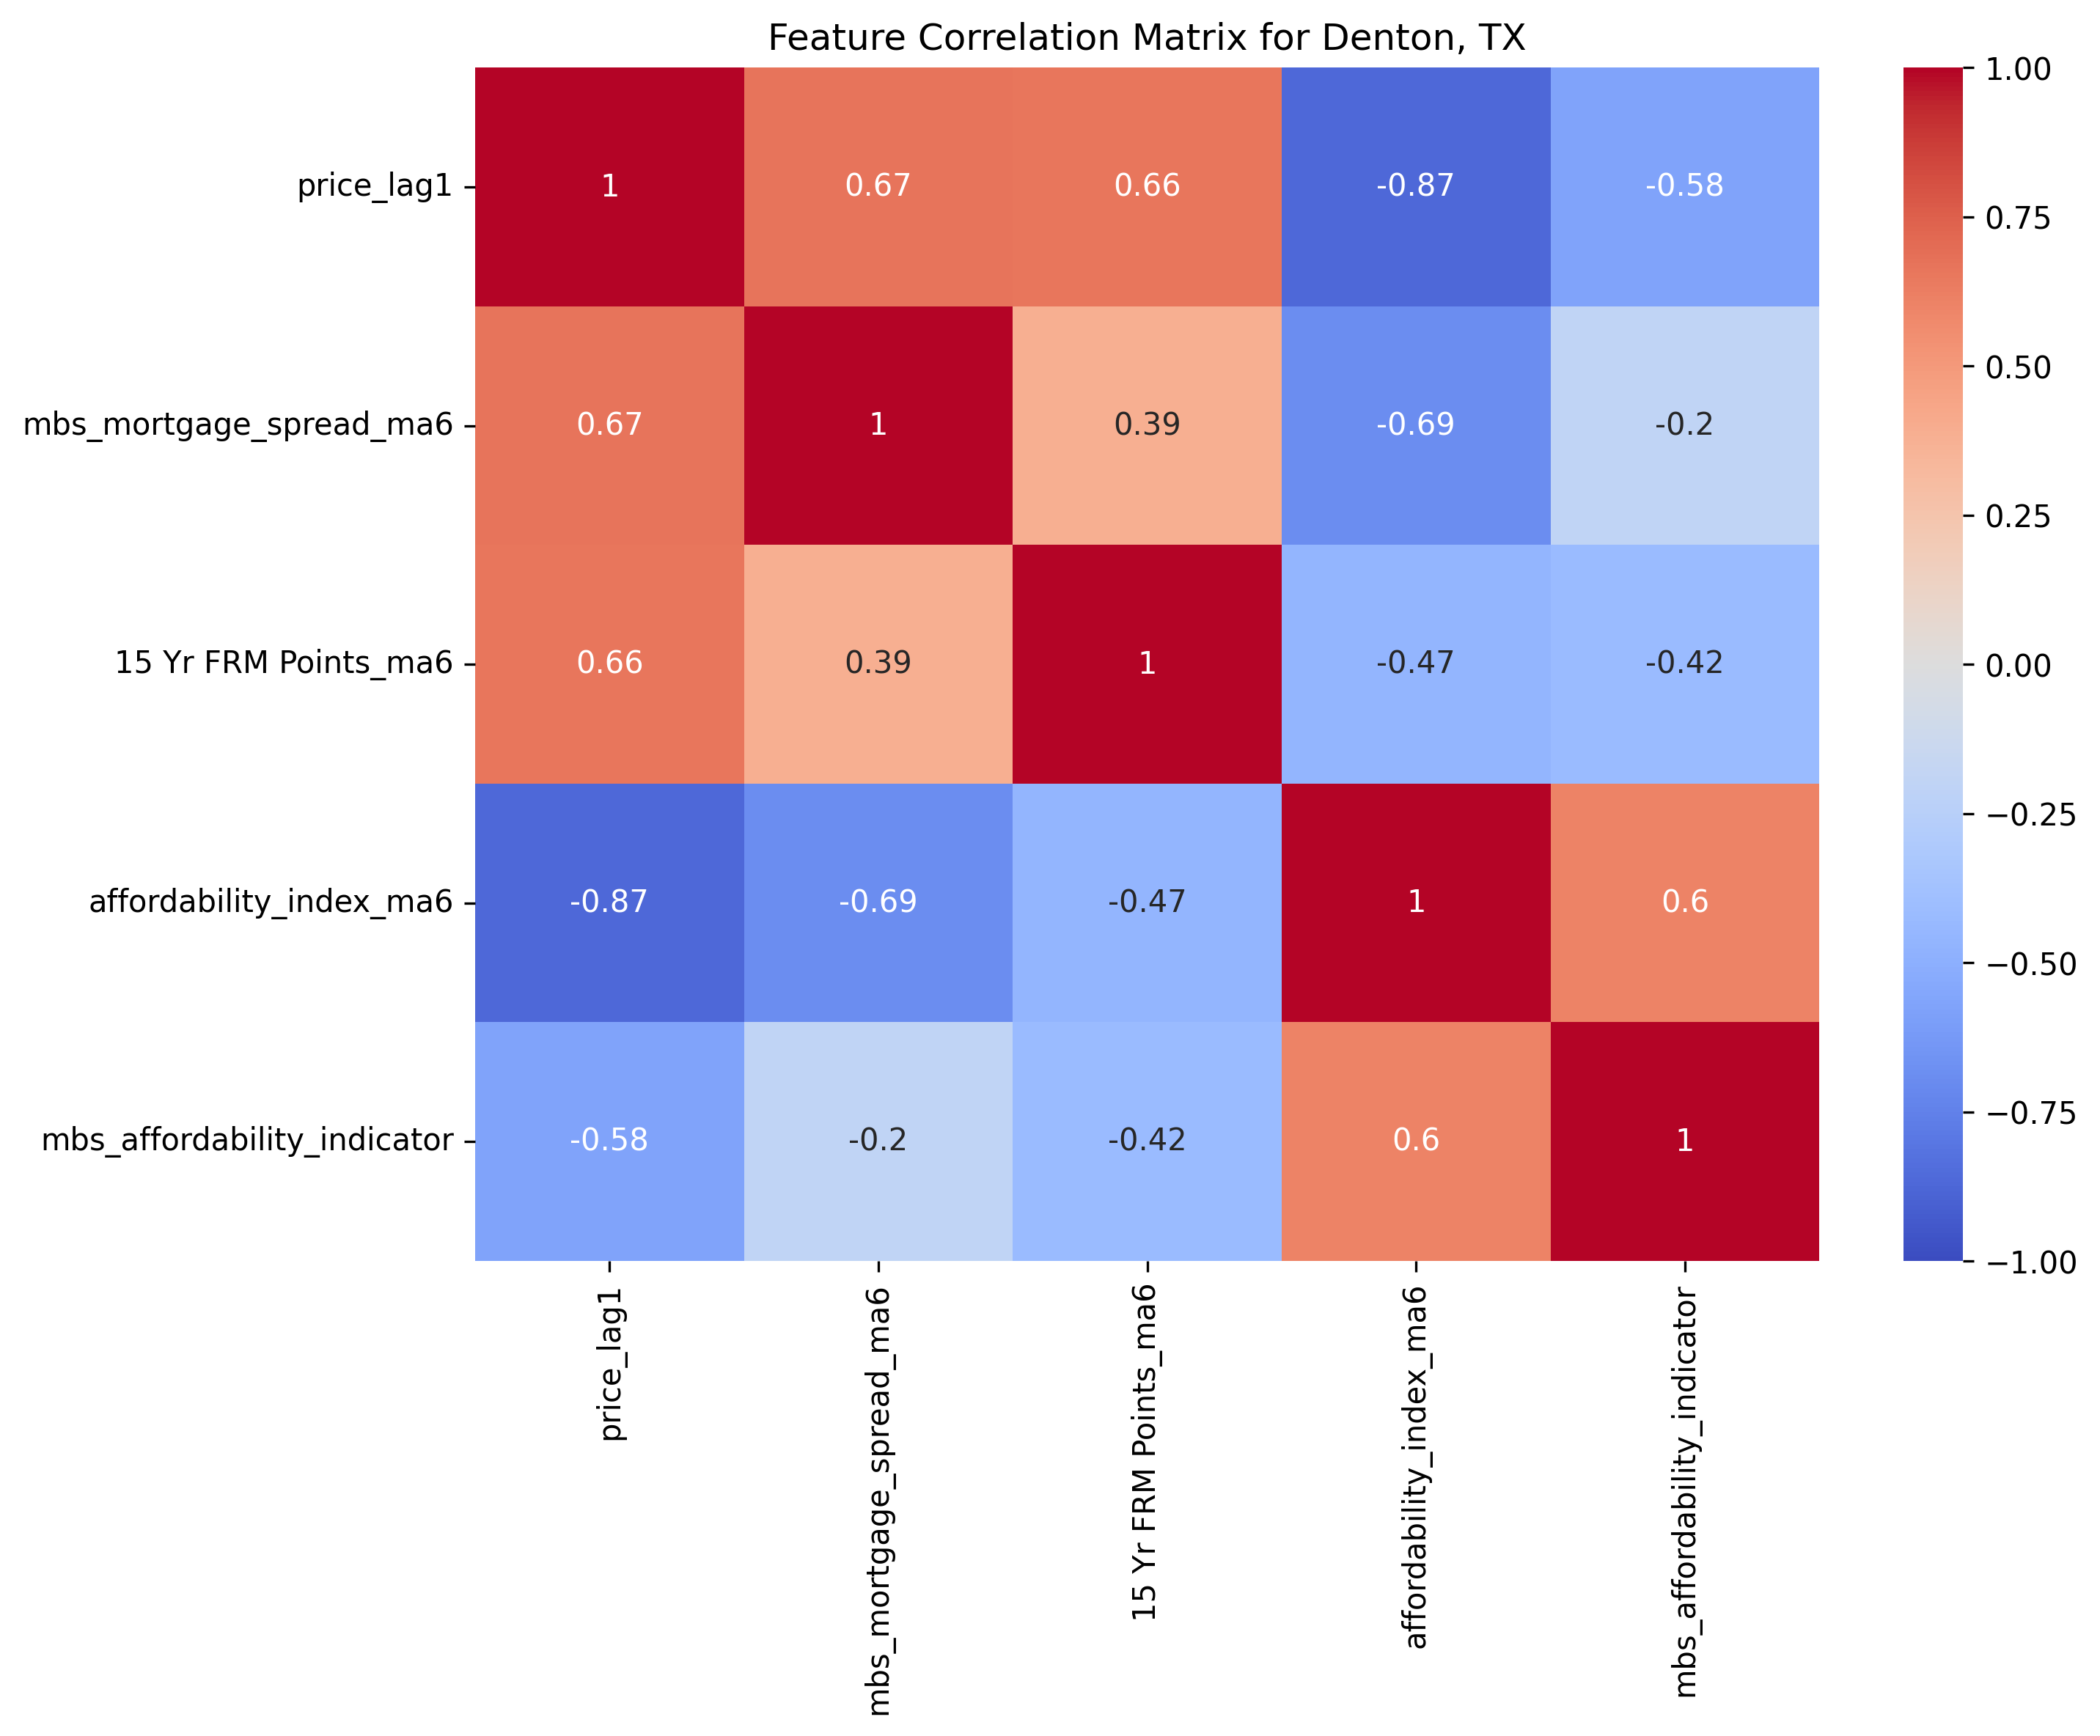 Feature Correlation Matrix for Denton, TX
price_lag1 1 0.67 0.66 -0.87 -0.58
mbs_mortgage_spread_ma6 0.67 1 0.39 -0.69 -0.2
15 Yr FRM Points_ma6 0.66 0.39 1 -0.47 -0.42
affordability_index_ma6 -0.87 -0.69 -0.47 1 0.6
mbs_affordability_indicator -0.58 -0.2 -0.42 0.6 1
price_lag1
mbs_mortgage_spread_ma6
15 Yr FRM Points_ma6
affordability_index_ma6
mbs_affordability_indicator
1.00
0.75
0.50
0.25
0.00
−0.25
−0.50
−0.75
−1.00